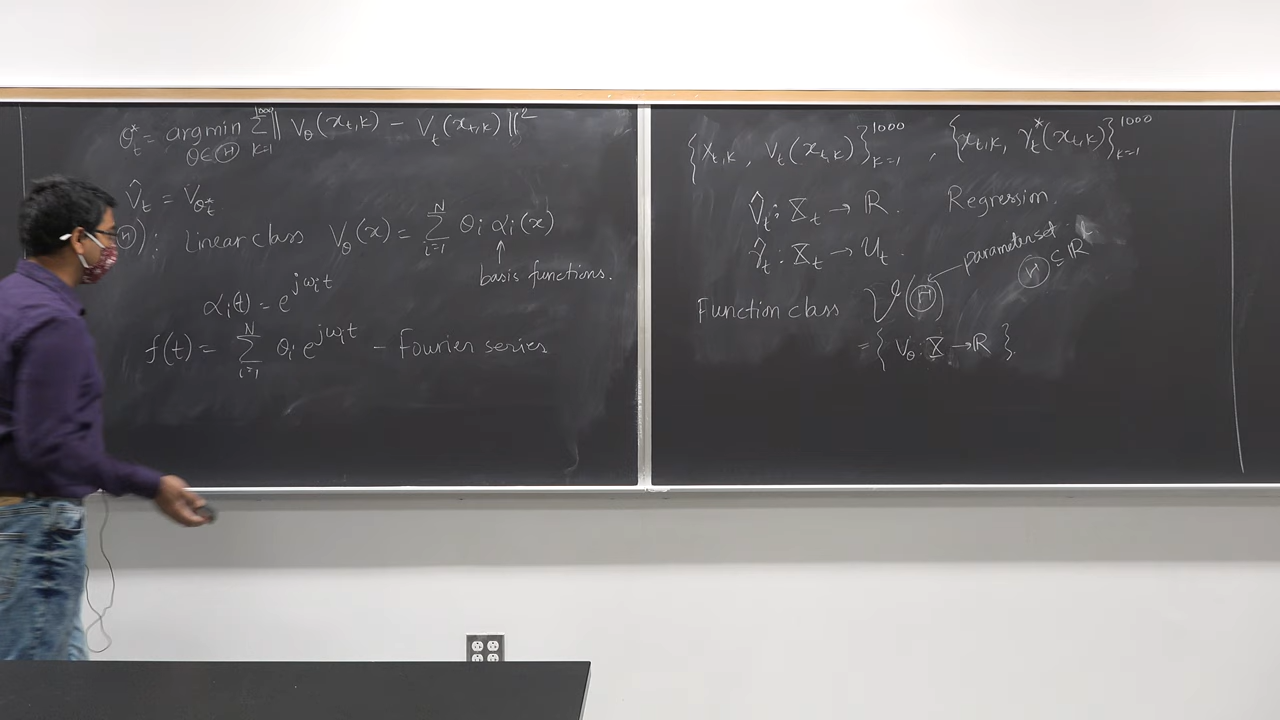 θ*_t = argmin_{θ∈Ⓗ} Σ_{k=1}^{1000} ‖ V_θ(x_{t,k}) − V_t(x_{t,k}) ‖²
V̂_t = V_{θ*_t}
Ⓗ): Linear class V_θ(x) = Σ_{i=1}^{N} θ_i α_i(x)
↑
basis functions.
α_i(t) = e^{jω_i t}
f(t) = Σ_{i=1}^{N} θ_i e^{jω_i t} – Fourier series
{X_{t,k}, V_t(x_{t,k})}_{k=1}^{1000}, {x_{t,k}, γ*_t(x_{t,k})}_{k=1}^{1000}
V̂_t : 𝕏_t → ℝ. Regression.
γ̂_t : 𝕏_t → U_t.
parameter set.
Ⓗ ⊆ ℝ
Function class 𝒱(Ⓗ)
= { V_θ : 𝕏 → ℝ }.